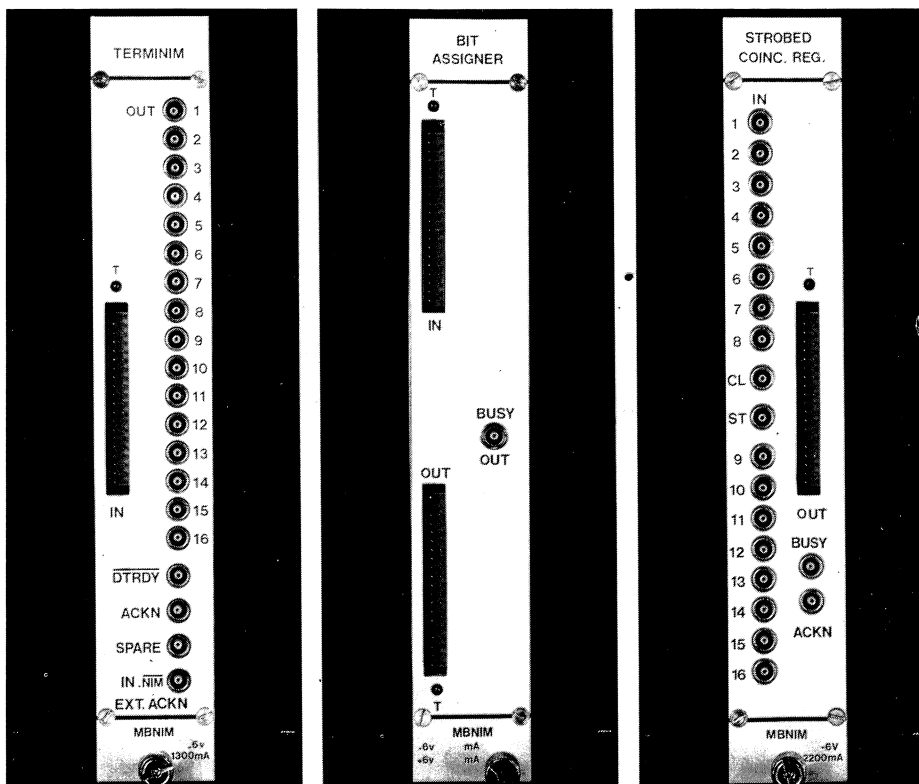 TERMINIM
OUT 1
2
3
4
5
6
T 7
8
9
10
11
12
13
14
IN 15
16
DTRDY
ACKN
SPARE
IN .NIM
EXT. ACKN
MBNIM
-6v
1300mA
BIT
ASSIGNER
T
IN
BUSY
OUT
OUT
T
MBNIM
-6v mA
+6v mA
STROBED
COINC. REG.
IN
1
2
3
4
5
6 T
7
8
CL
ST
9
10
11 OUT
12 BUSY
13
14 ACKN
15
16
MBNIM
-6v
2200mA